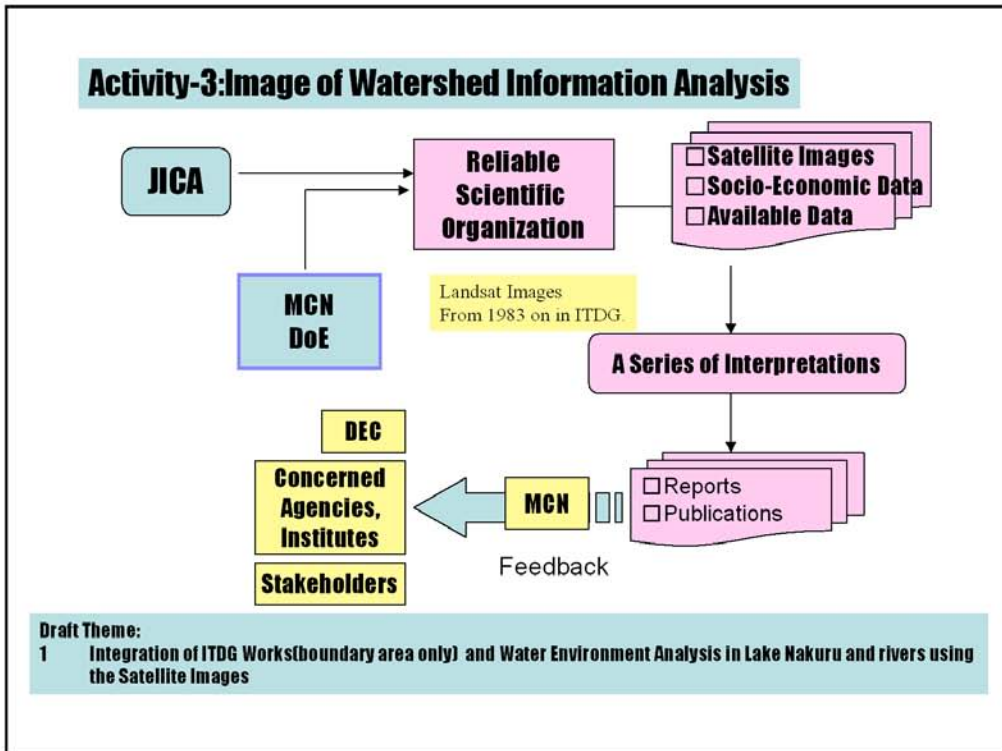 Activity-3:Image of Watershed Information Analysis
JICA
Reliable
Scientific
Organization
□Satellite Images
□Socio-Economic Data
□Available Data
MCN
DoE
Landsat Images
From 1983 on in ITDG.
A Series of Interpretations
DEC
Concerned
Agencies,
Institutes
Stakeholders
MCN
Feedback
□Reports
□Publications
Draft Theme:
1 Integration of ITDG Works(boundary area only) and Water Environment Analysis in Lake Nakuru and rivers using
the Satellite Images